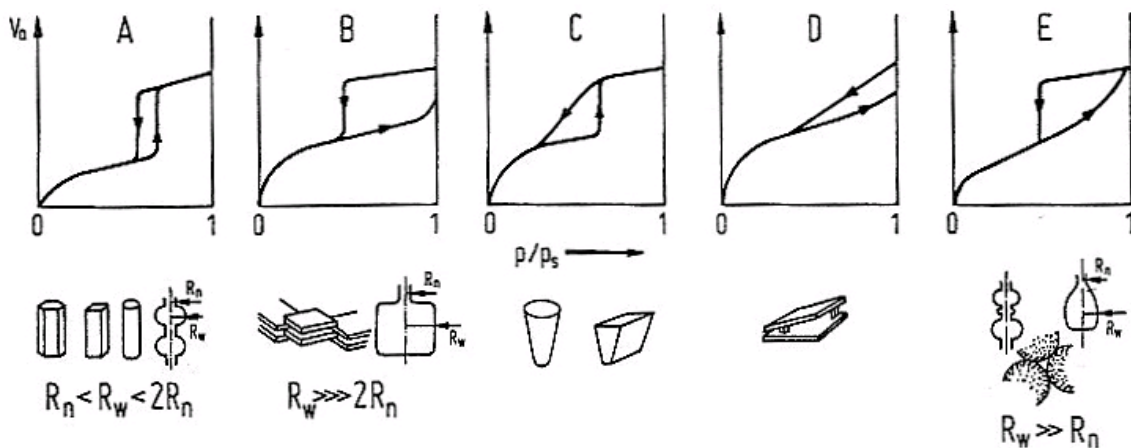 Va A B C D E
0 1 0 1 0 1 0 1 0 1
p/ps
Rn Rw
Rn Rw
Rn Rw
Rn < Rw < 2Rn
Rw >>> 2Rn
Rw >> Rn